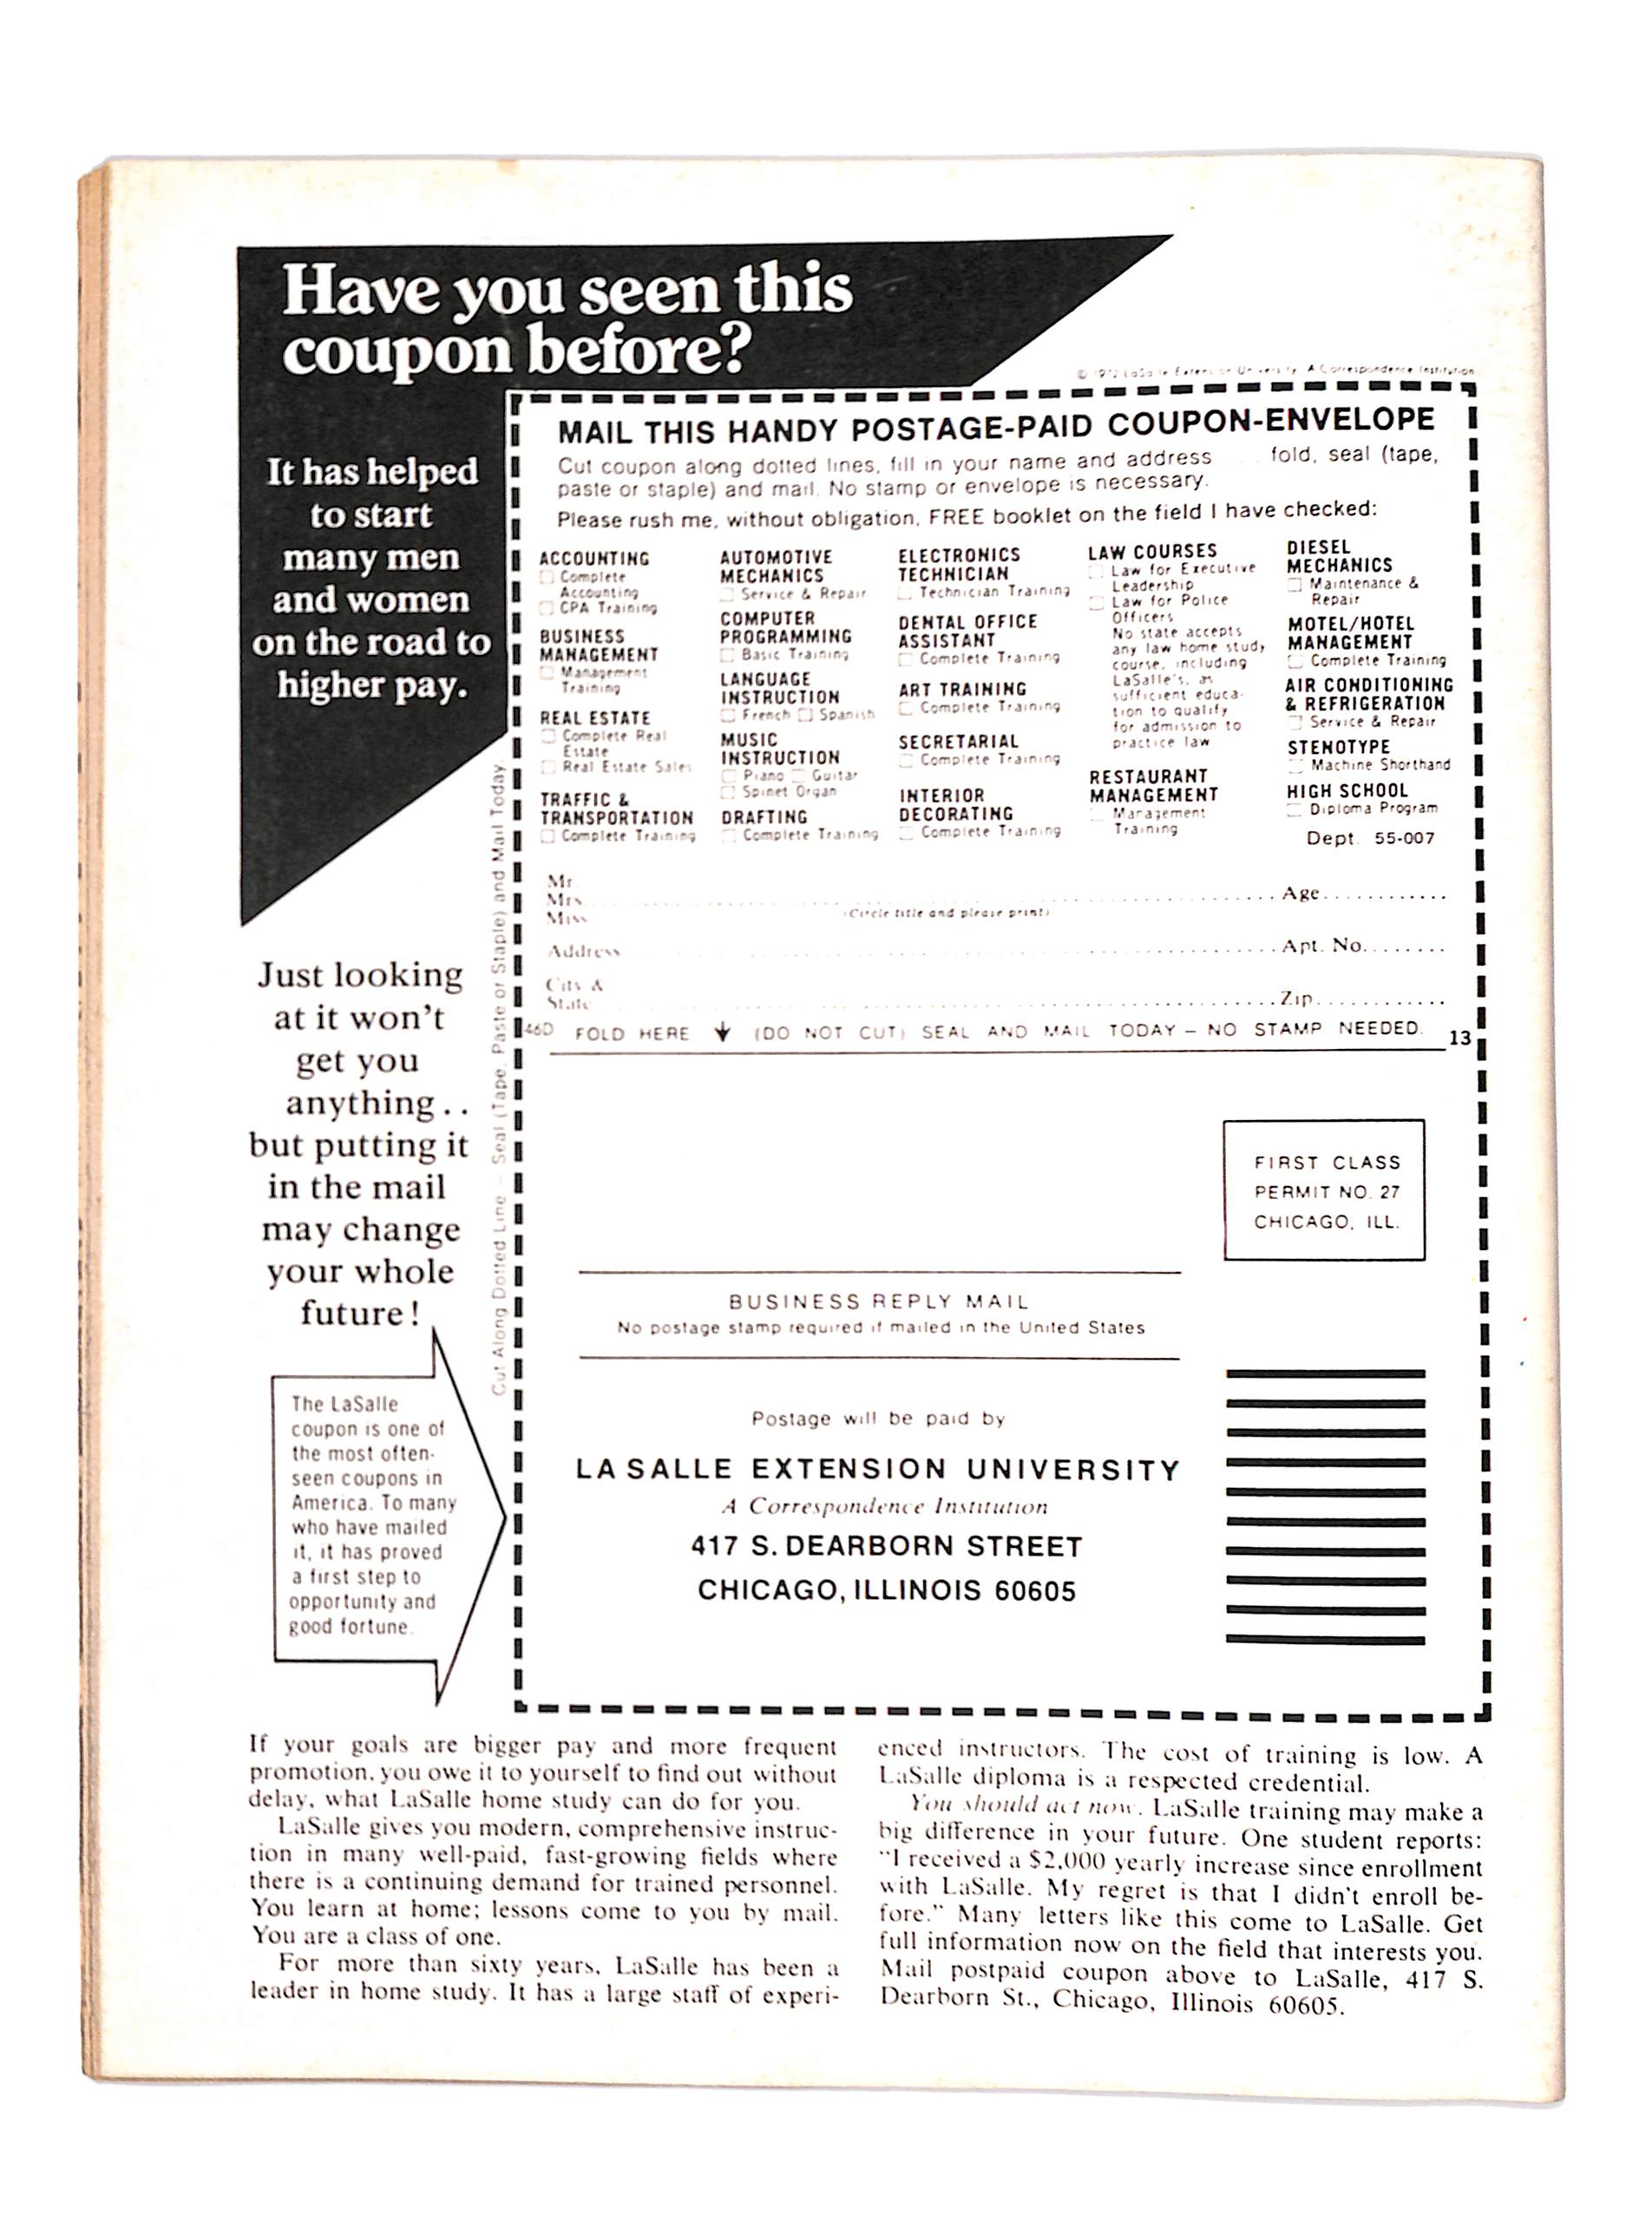 Have you seen this
coupon before?
It has helped
to start
many men
and women
on the road to
higher pay.
Just looking
at it won't
get you
anything..
but putting it
in the mail
may change
your whole
future!
The LaSalle
coupon is one of
the most often-
seen coupons in
America. To many
who have mailed
it, it has proved
a first step to
opportunity and
good fortune.
Cut Along Dotted Line – Seal (Tape, Paste or Staple) and Mail Today.
LaSalle Extension University. A Correspondence Institution
MAIL THIS HANDY POSTAGE-PAID COUPON-ENVELOPE
Cut coupon along dotted lines, fill in your name and address fold, seal (tape,
paste or staple) and mail. No stamp or envelope is necessary.
Please rush me, without obligation, FREE booklet on the field I have checked:
ACCOUNTING
Complete
Accounting
CPA Training
BUSINESS
MANAGEMENT
Management
Training
REAL ESTATE
Complete Real
Estate
Real Estate Sales
TRAFFIC &
TRANSPORTATION
Complete Training
AUTOMOTIVE
MECHANICS
Service & Repair
COMPUTER
PROGRAMMING
Basic Training
LANGUAGE
INSTRUCTION
French Spanish
MUSIC
INSTRUCTION
Piano Guitar
Spinet Organ
DRAFTING
Complete Training
ELECTRONICS
TECHNICIAN
Technician Training
DENTAL OFFICE
ASSISTANT
Complete Training
ART TRAINING
Complete Training
SECRETARIAL
Complete Training
INTERIOR
DECORATING
Complete Training
LAW COURSES
Law for Executive
Leadership
Law for Police
Officers
No state accepts
any law home study
course, including
LaSalle's, as
sufficient educa-
tion to qualify
for admission to
practice law
RESTAURANT
MANAGEMENT
Management
Training
DIESEL
MECHANICS
Maintenance &
Repair
MOTEL/HOTEL
MANAGEMENT
Complete Training
AIR CONDITIONING
& REFRIGERATION
Service & Repair
STENOTYPE
Machine Shorthand
HIGH SCHOOL
Diploma Program
Dept. 55-007
Mr.
Mrs. Age
Miss (Circle title and please print)
Address Apt. No.
City &
State Zip
46D FOLD HERE ↓ (DO NOT CUT) SEAL AND MAIL TODAY – NO STAMP NEEDED. 13
FIRST CLASS
PERMIT NO. 27
CHICAGO, ILL.
BUSINESS REPLY MAIL
No postage stamp required if mailed in the United States
Postage will be paid by
LA SALLE EXTENSION UNIVERSITY
A Correspondence Institution
417 S. DEARBORN STREET
CHICAGO, ILLINOIS 60605
If your goals are bigger pay and more frequent
promotion, you owe it to yourself to find out without
delay, what LaSalle home study can do for you.
LaSalle gives you modern, comprehensive instruc-
tion in many well-paid, fast-growing fields where
there is a continuing demand for trained personnel.
You learn at home; lessons come to you by mail.
You are a class of one.
For more than sixty years, LaSalle has been a
leader in home study. It has a large staff of experi-
enced instructors. The cost of training is low. A
LaSalle diploma is a respected credential.
You should act now. LaSalle training may make a
big difference in your future. One student reports:
"I received a $2,000 yearly increase since enrollment
with LaSalle. My regret is that I didn't enroll be-
fore." Many letters like this come to LaSalle. Get
full information now on the field that interests you.
Mail postpaid coupon above to LaSalle, 417 S.
Dearborn St., Chicago, Illinois 60605.